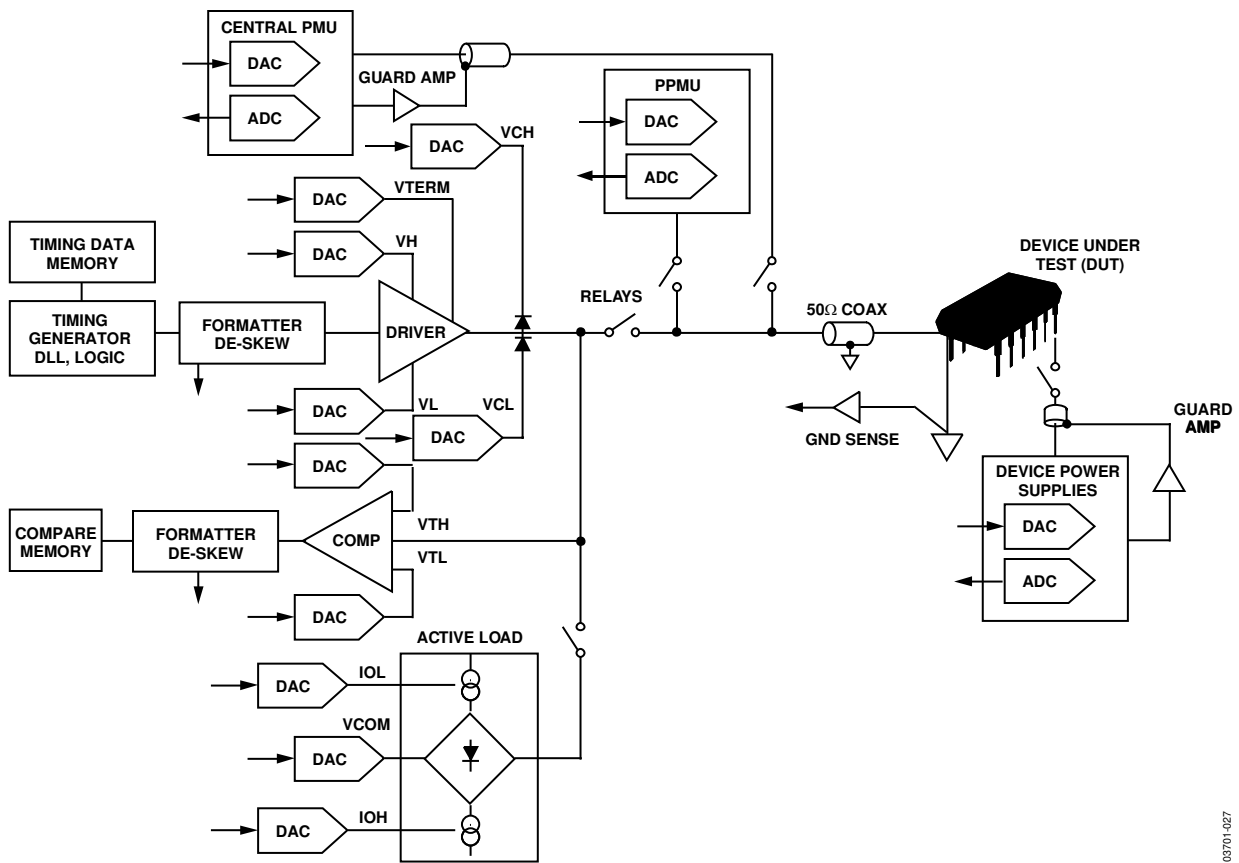 CENTRAL PMU
DAC
ADC
GUARD AMP
VCH
DAC
PPMU
DAC
ADC
DAC
VTERM
DAC
VH
TIMING DATA
MEMORY
TIMING
GENERATOR
DLL, LOGIC
FORMATTER
DE-SKEW
DRIVER
RELAYS
50Ω COAX
DEVICE UNDER
TEST (DUT)
DAC
VL
VCL
DAC
DAC
GND SENSE
GUARD
AMP
DEVICE POWER
SUPPLIES
DAC
ADC
COMPARE
MEMORY
FORMATTER
DE-SKEW
COMP
VTH
VTL
DAC
ACTIVE LOAD
DAC
IOL
VCOM
DAC
IOH
DAC
03701-027